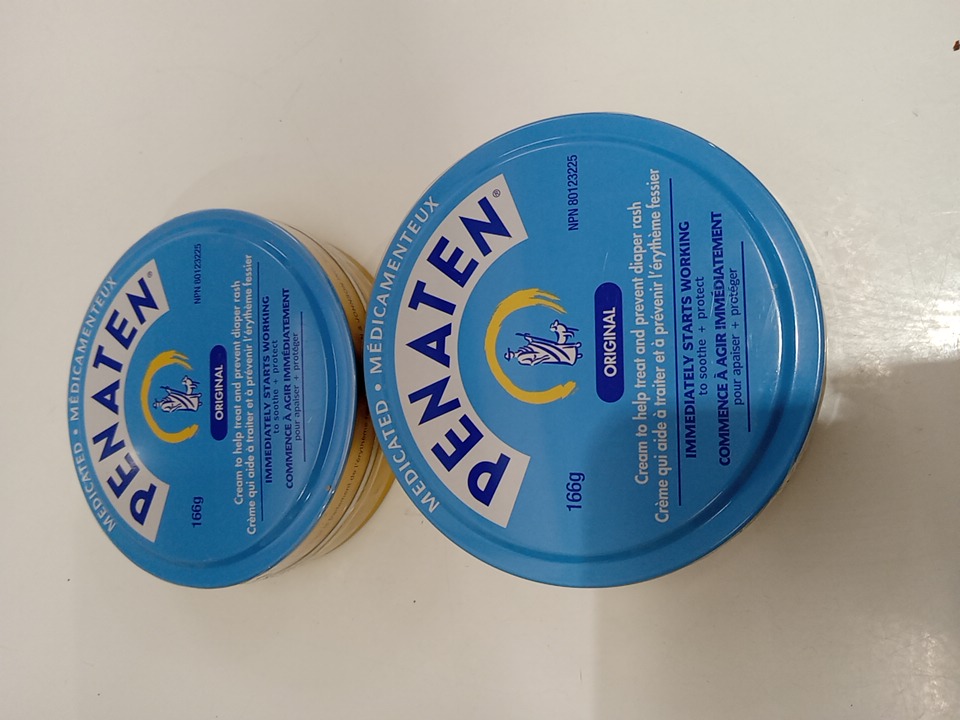 MEDICATED • MÉDICAMENTEUX
PENATEN®
166g
NPN 80123225
ORIGINAL
Cream to help treat and prevent diaper rash
Crème qui aide à traiter et à prévenir l'érythème fessier
IMMEDIATELY STARTS WORKING
to soothe + protect
COMMENCE À AGIR IMMÉDIATEMENT
pour apaiser + protéger
MEDICATED • MÉDICAMENTEUX
PENATEN®
166g
NPN 80123225
ORIGINAL
Cream to help treat and prevent diaper rash
Crème qui aide à traiter et à prévenir l'érythème fessier
IMMEDIATELY STARTS WORKING
to soothe + protect
COMMENCE À AGIR IMMÉDIATEMENT
pour apaiser + protéger